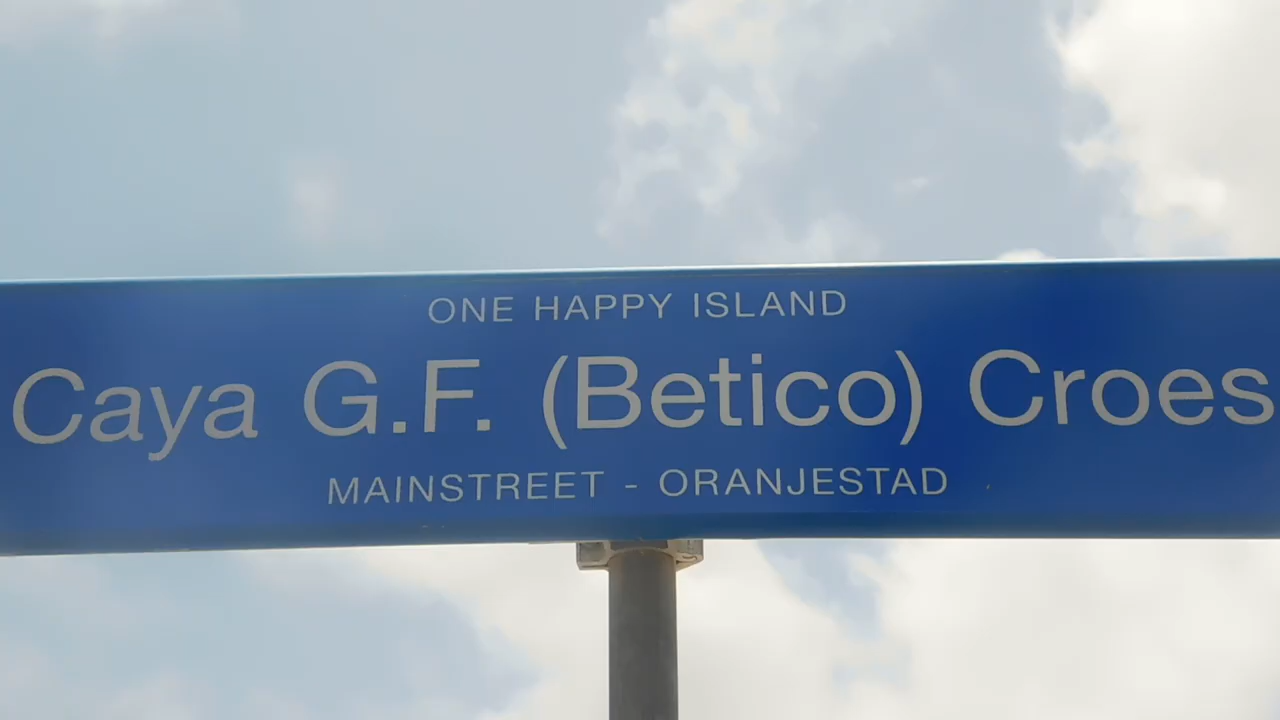 ONE HAPPY ISLAND
Caya G.F. (Betico) Croes
MAINSTREET - ORANJESTAD